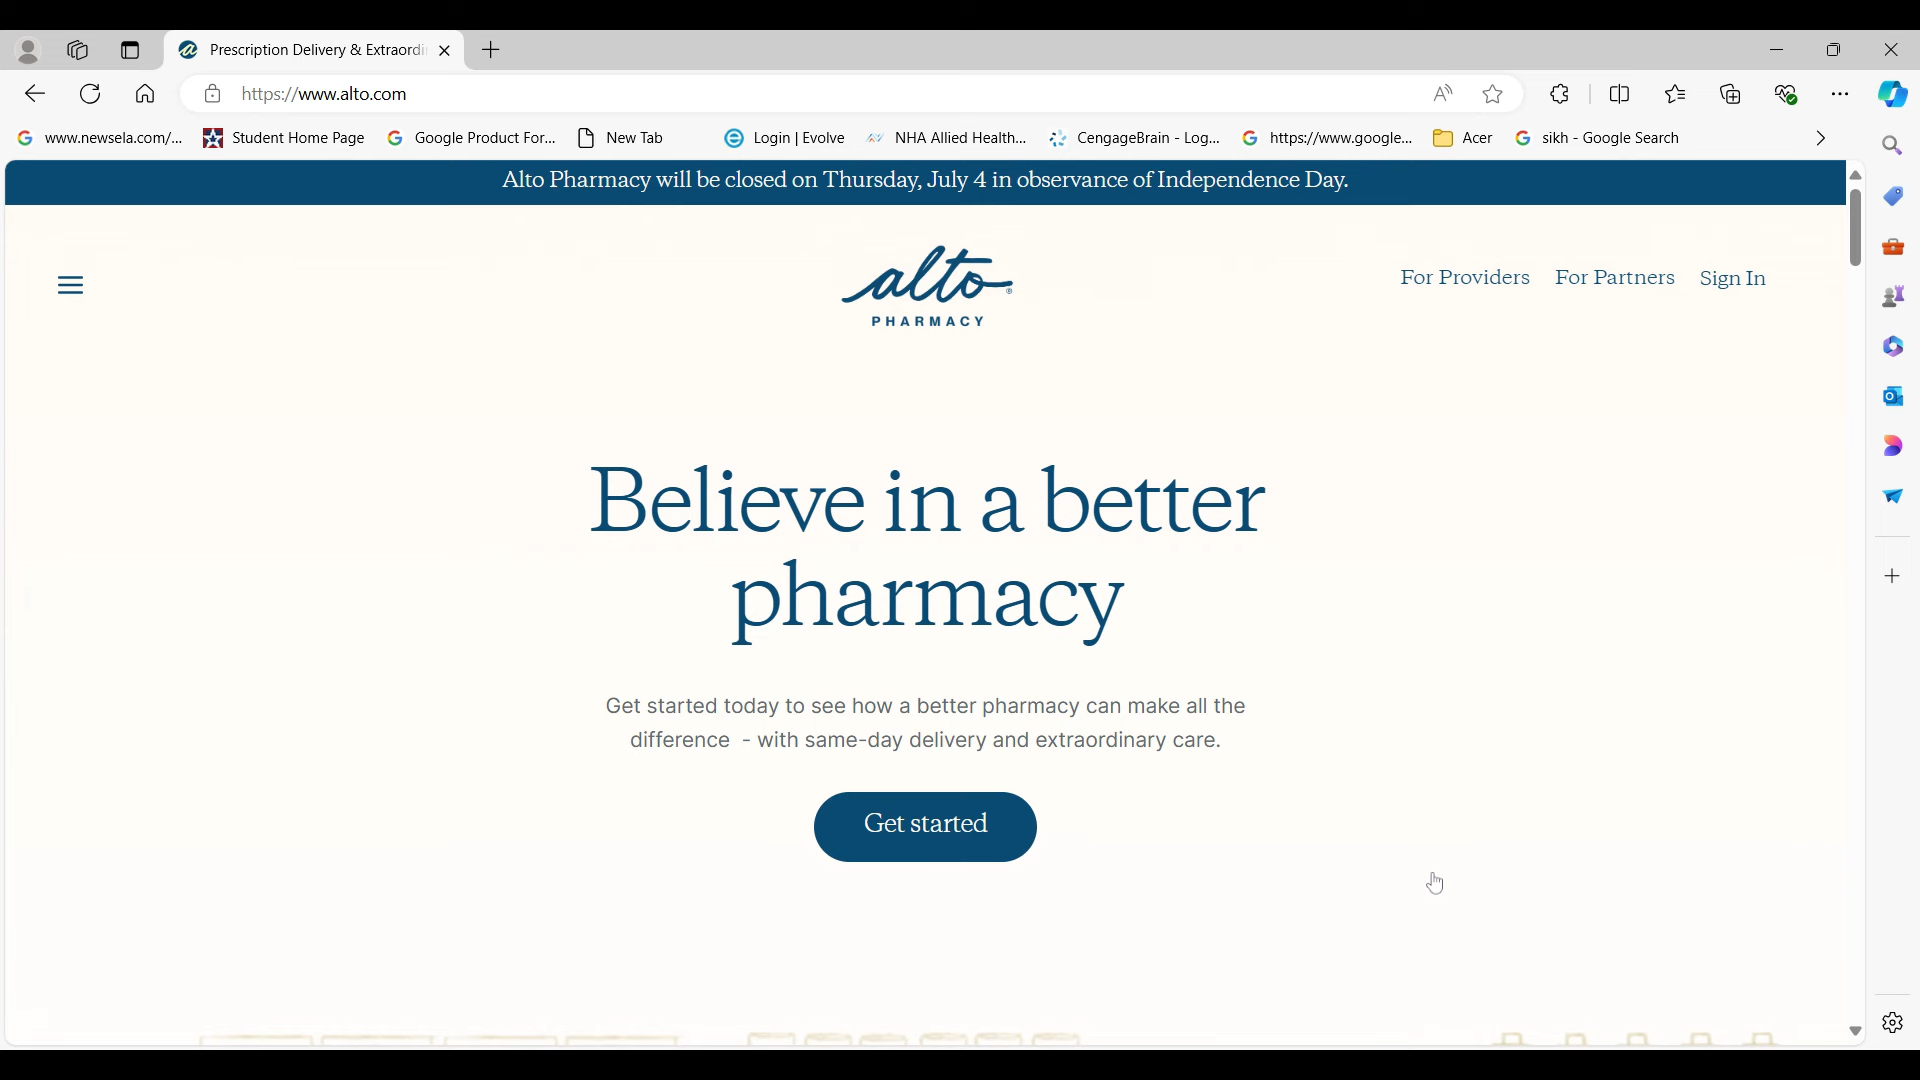 Prescription Delivery & Extraordi
https://www.alto.com
www.newsela.com/... Student Home Page Google Product For... New Tab Login | Evolve NHA Allied Health... CengageBrain - Log... https://www.google... Acer sikh - Google Search
Alto Pharmacy will be closed on Thursday, July 4 in observance of Independence Day.
alto®
PHARMACY
For Providers For Partners Sign In
Believe in a better
pharmacy
Get started today to see how a better pharmacy can make all the
difference - with same-day delivery and extraordinary care.
Get started